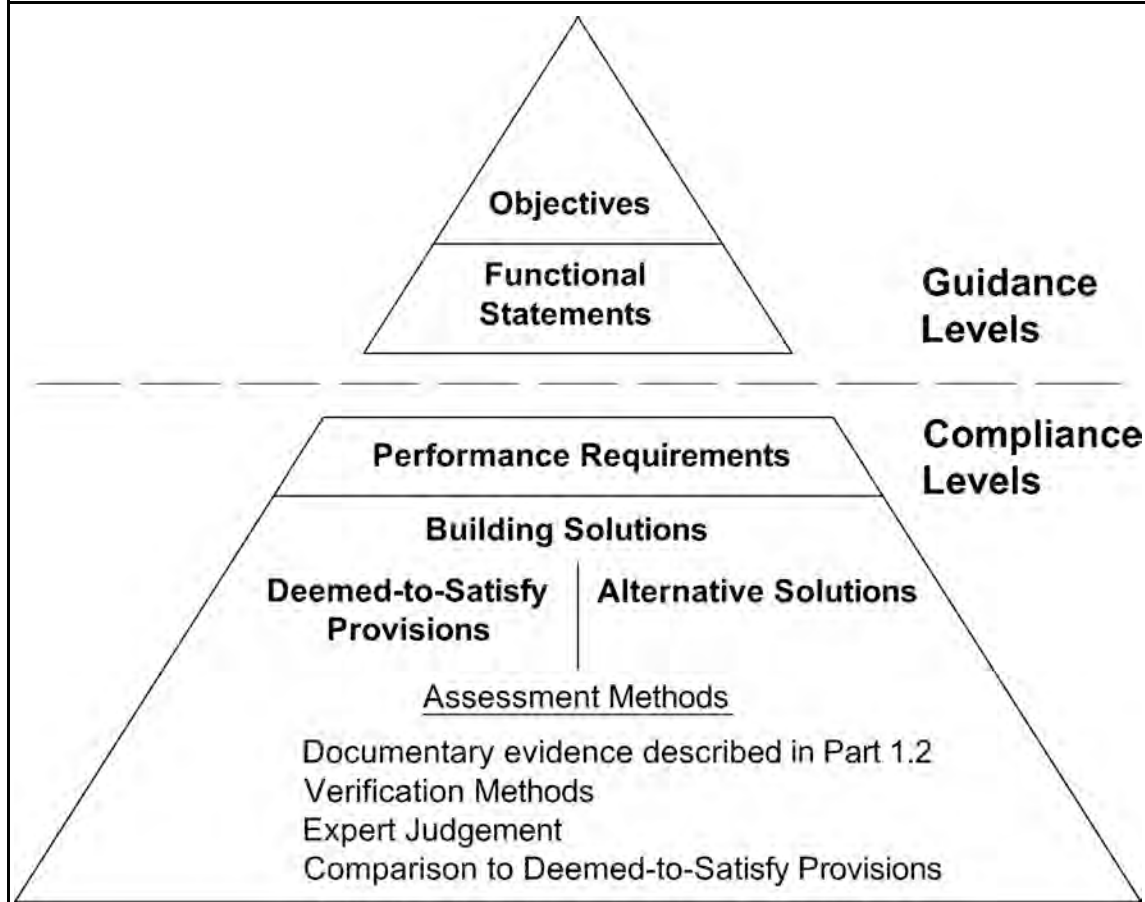 Objectives
Functional
Statements
Guidance
Levels
Performance Requirements
Compliance
Levels
Building Solutions
Deemed-to-Satisfy
Provisions
Alternative Solutions
Assessment Methods
Documentary evidence described in Part 1.2
Verification Methods
Expert Judgement
Comparison to Deemed-to-Satisfy Provisions